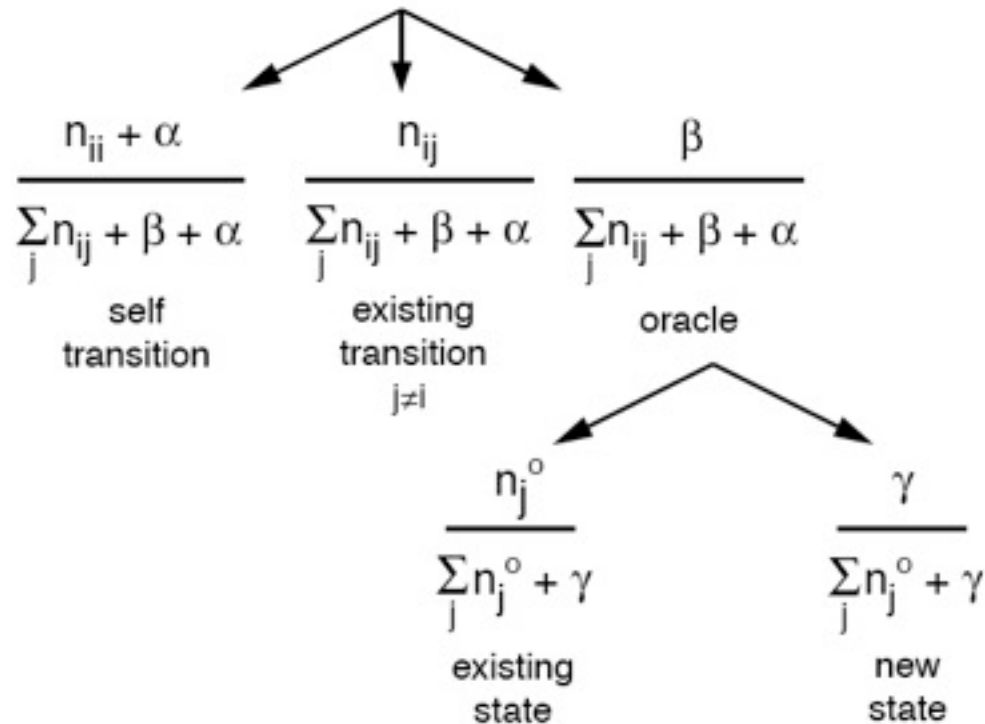 n_ii + α
n_ij
β
∑_j n_ij + β + α
∑_j n_ij + β + α
∑_j n_ij + β + α
self
transition
existing
transition
j≠i
oracle
n_j^o
γ
∑_j n_j^o + γ
∑_j n_j^o + γ
existing
state
new
state